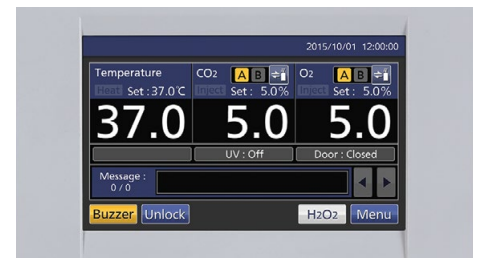 2015/10/01 12:00:00
Temperature
Heat Set : 37.0℃
37.0
CO2 A B
Inject Set : 5.0%
5.0
O2 A B
Inject Set : 5.0%
5.0
UV : Off
Door : Closed
Message :
0 / 0
Buzzer Unlock
H2O2 Menu